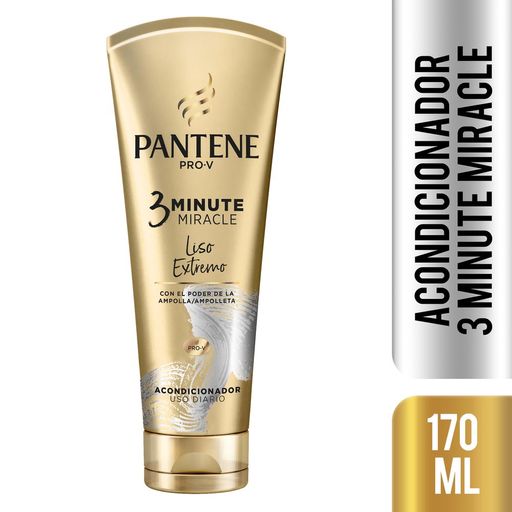 PANTENE
PRO-V
3 MINUTE
MIRACLE
Liso
Extremo
CON EL PODER DE LA
AMPOLLA/AMPOLLETA
PRO-V
ACONDICIONADOR
USO DIARIO
ACONDICIONADOR
3 MINUTE MIRACLE
170
ML